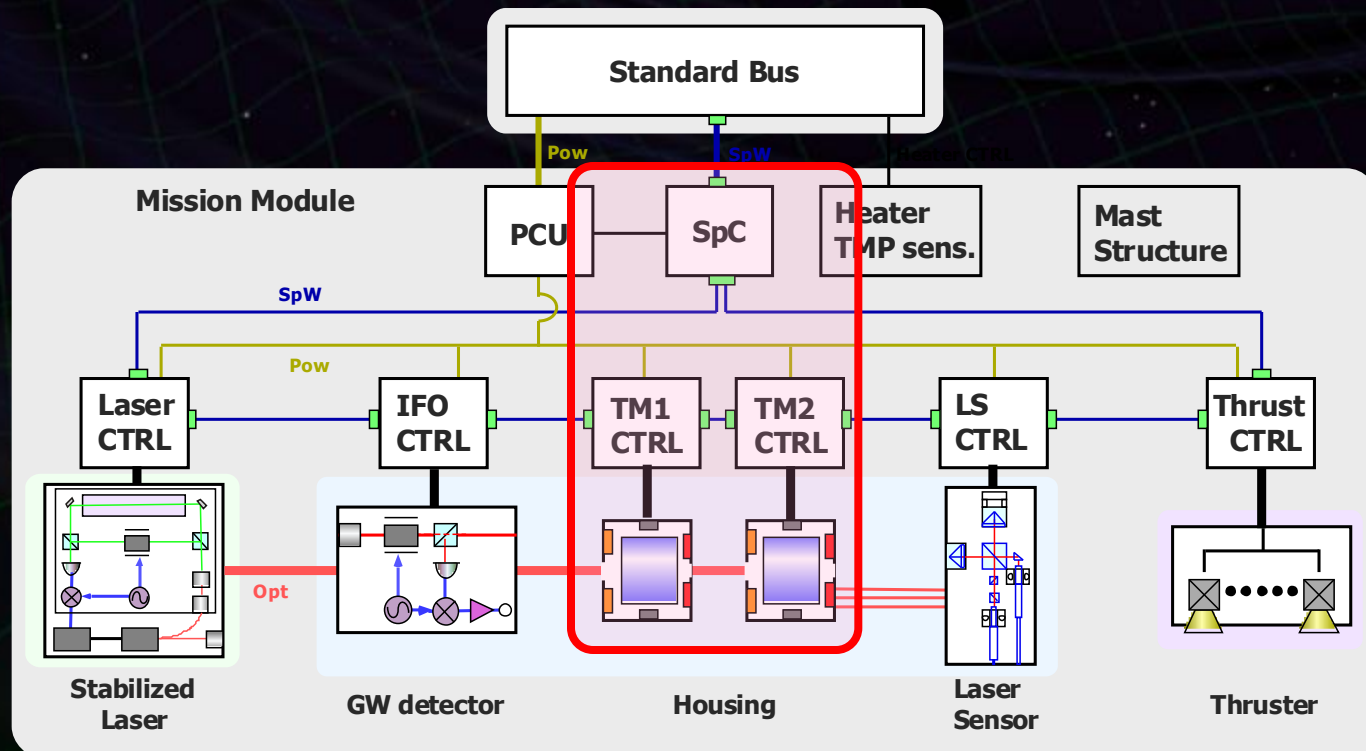 Standard Bus
Pow
SpW
Heater CTRL
Mission Module
PCU
SpC
Heater
TMP sens.
Mast
Structure
SpW
Pow
Laser
CTRL
IFO
CTRL
TM1
CTRL
TM2
CTRL
LS
CTRL
Thrust
CTRL
Opt
Stabilized
Laser
GW detector
Housing
Laser
Sensor
Thruster